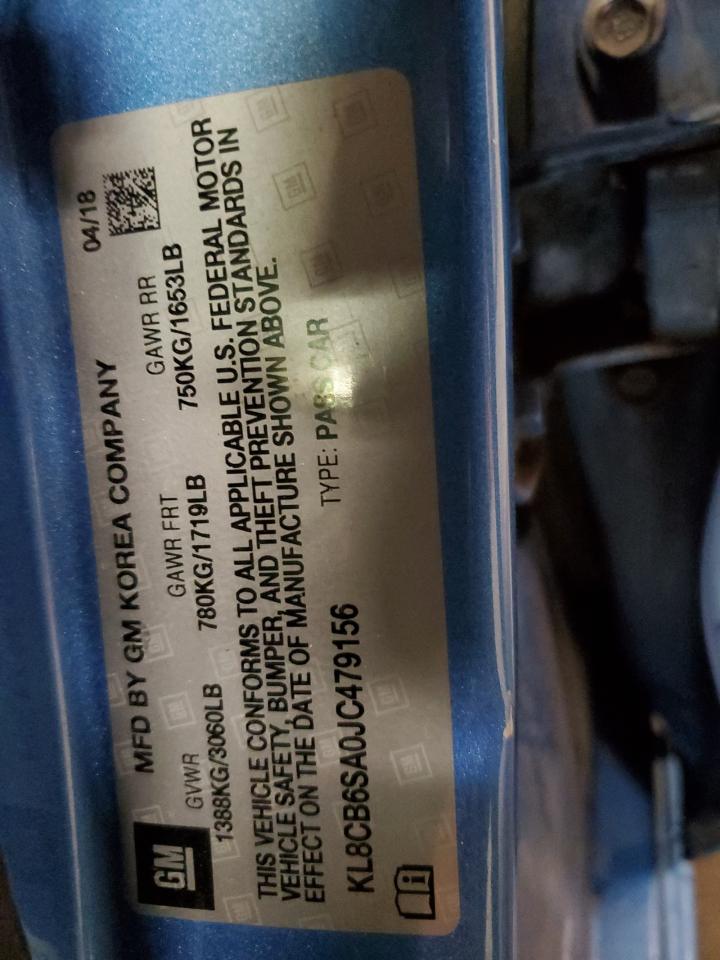 MFD BY GM KOREA COMPANY 04/18
GM
GVWR GAWR FRT GAWR RR
1388KG/3060LB 780KG/1719LB 750KG/1653LB
THIS VEHICLE CONFORMS TO ALL APPLICABLE U.S. FEDERAL MOTOR
VEHICLE SAFETY, BUMPER, AND THEFT PREVENTION STANDARDS IN
EFFECT ON THE DATE OF MANUFACTURE SHOWN ABOVE.
KL8CB6SA0JC479156 TYPE: PASS CAR